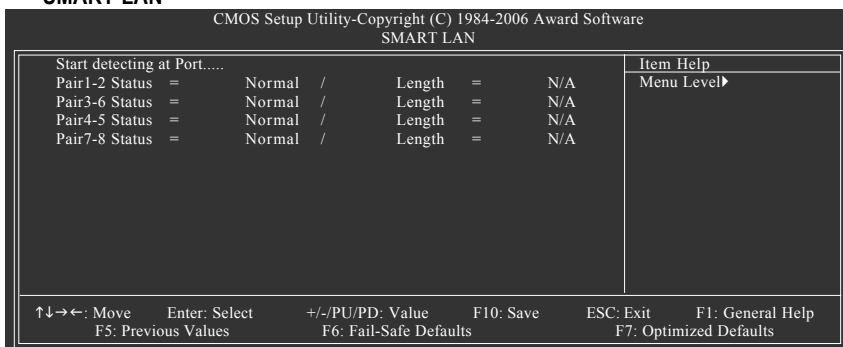 SMART LAN
CMOS Setup Utility-Copyright (C) 1984-2006 Award Software
SMART LAN
Start detecting at Port.....
Pair1-2 Status = Normal / Length = N/A
Pair3-6 Status = Normal / Length = N/A
Pair4-5 Status = Normal / Length = N/A
Pair7-8 Status = Normal / Length = N/A
Item Help
Menu Level▶
↑↓→←: Move Enter: Select +/-/PU/PD: Value F10: Save ESC: Exit F1: General Help
F5: Previous Values F6: Fail-Safe Defaults F7: Optimized Defaults